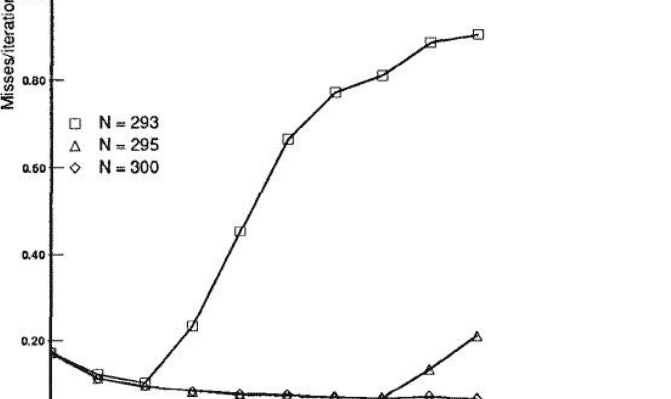 Misses/iteration
0.80
N = 293
N = 295
N = 300
0.60
0.40
0.20